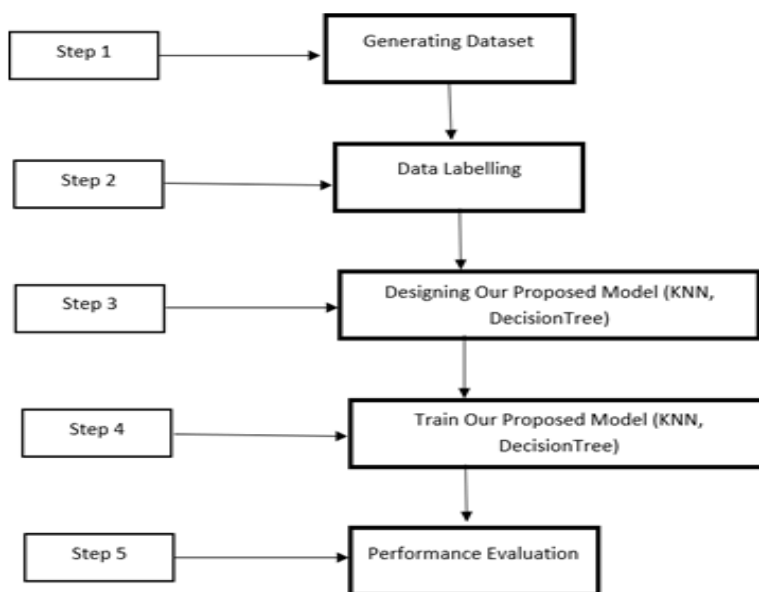 Step 1
Generating Dataset
Step 2
Data Labelling
Step 3
Designing Our Proposed Model (KNN,
DecisionTree)
Step 4
Train Our Proposed Model (KNN,
DecisionTree)
Step 5
Performance Evaluation